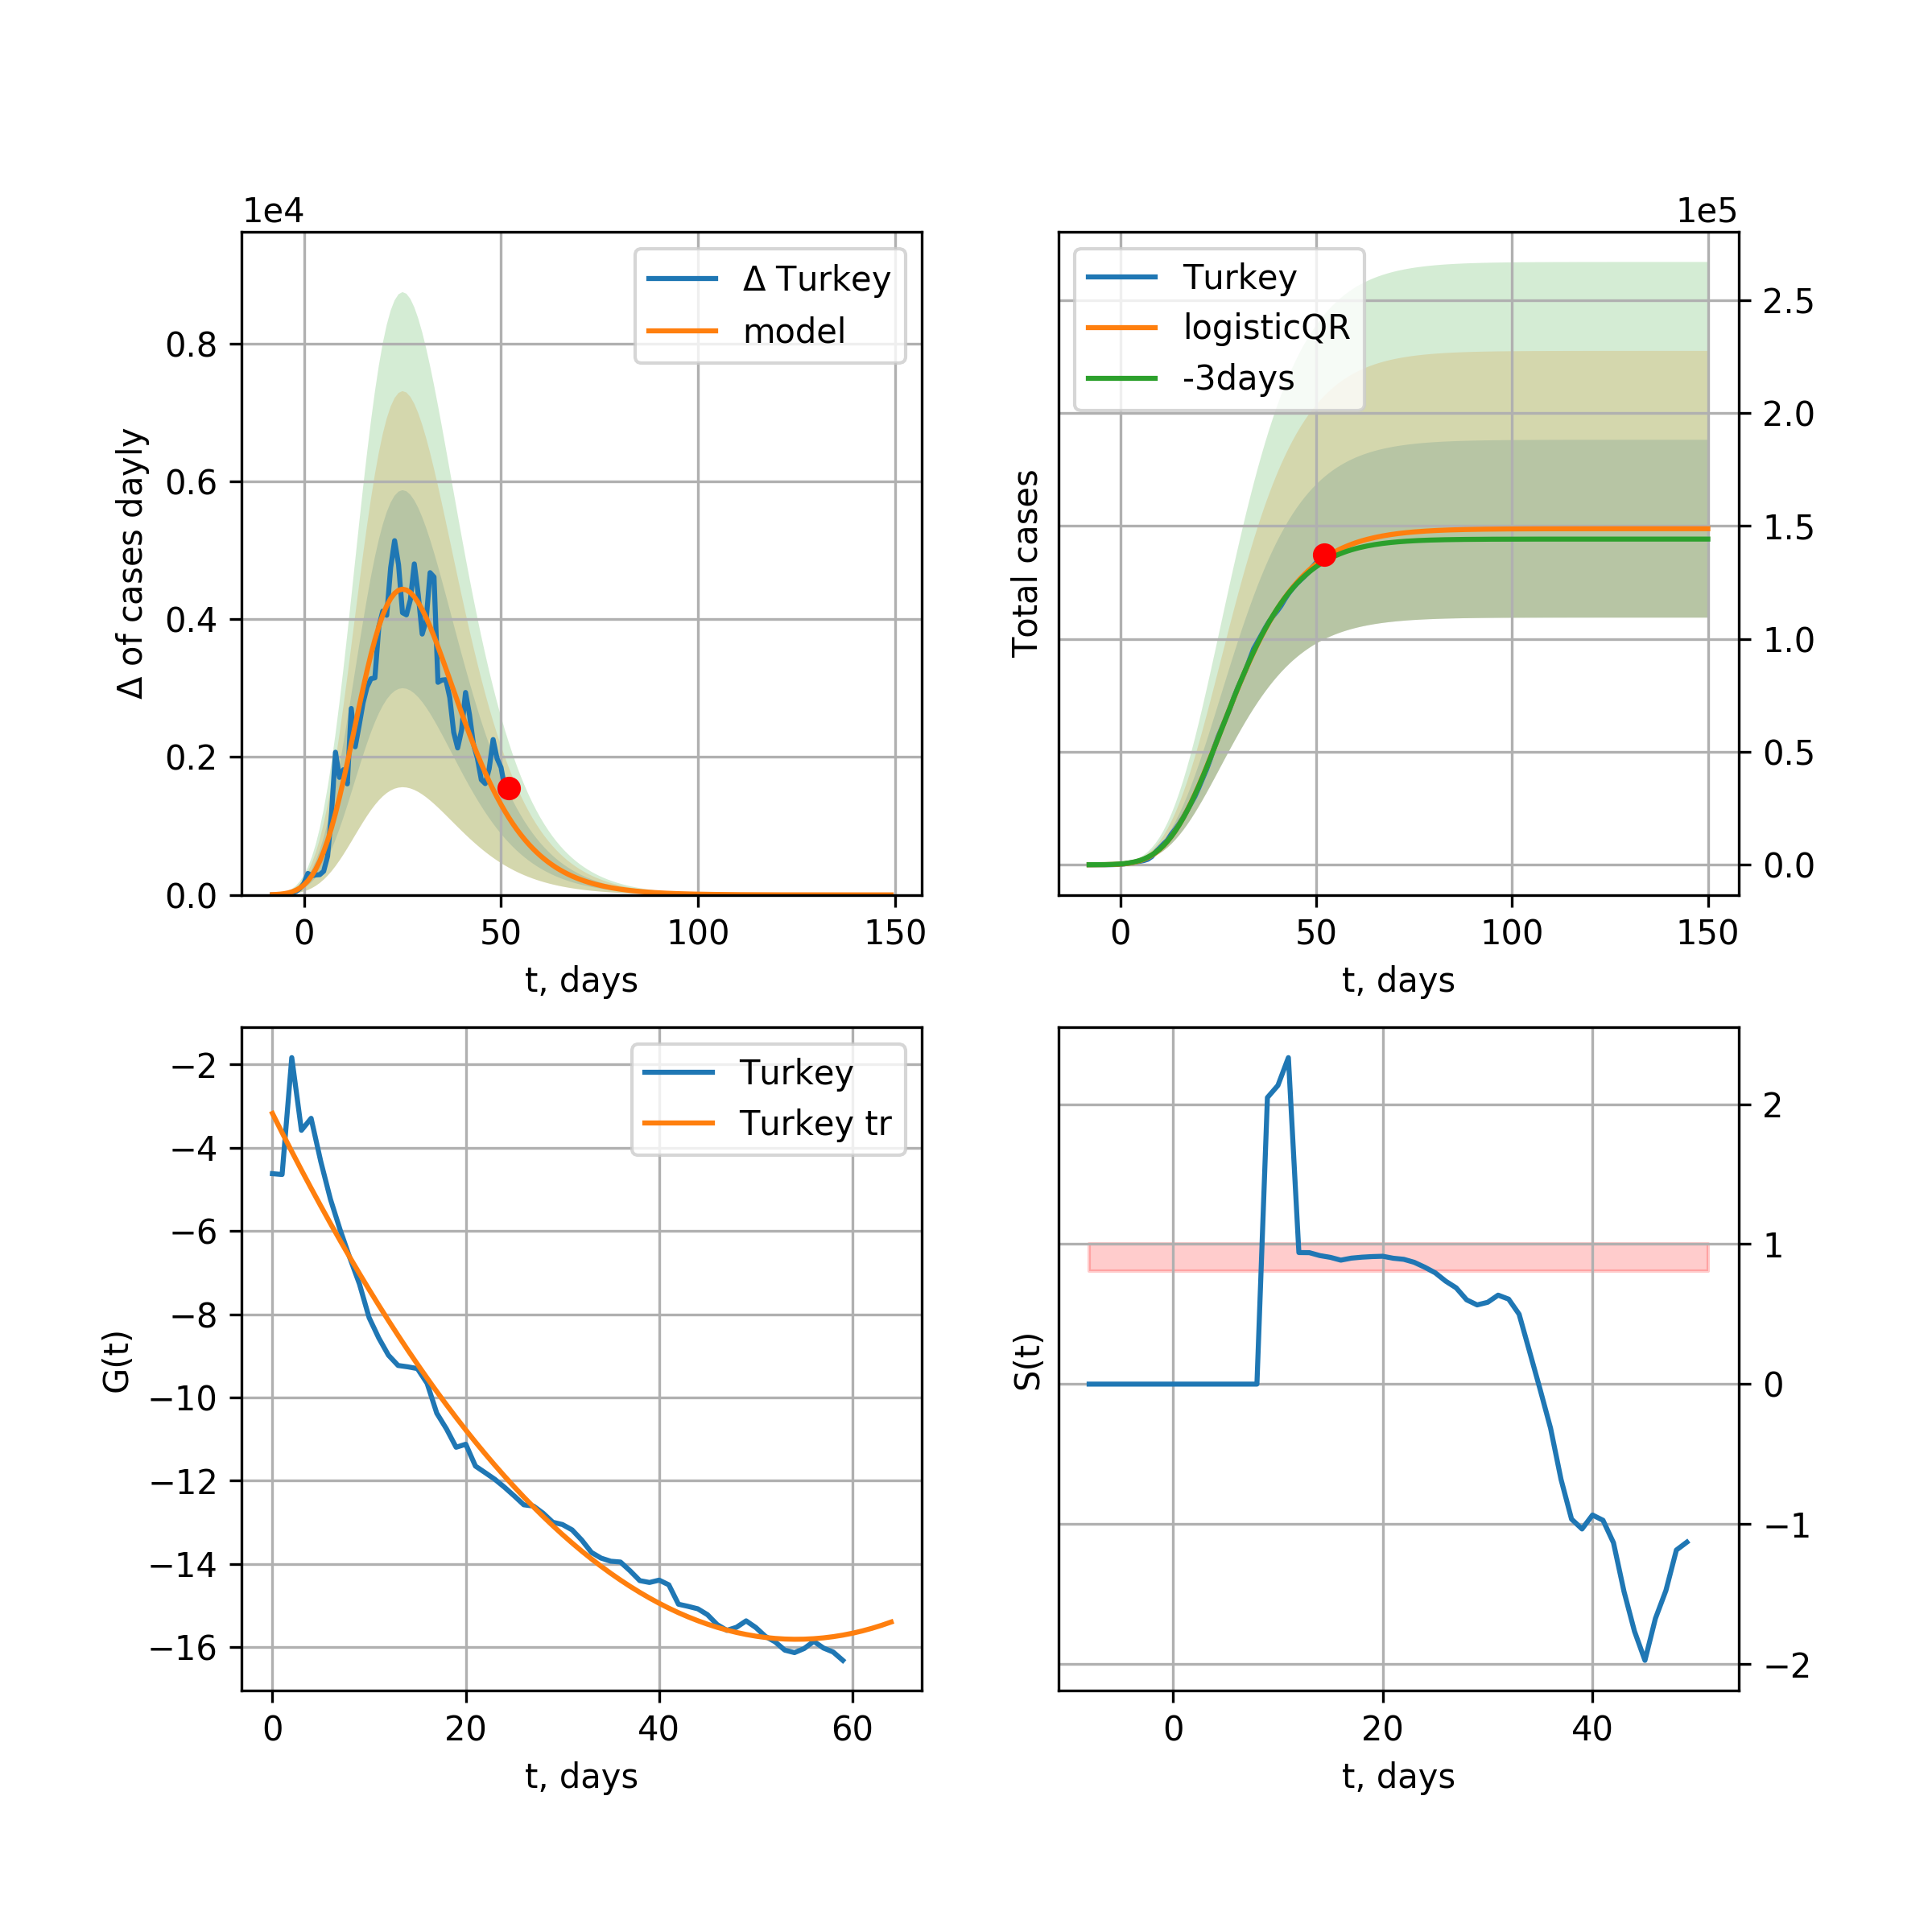 1e4
Δ Turkey
model
0.8
0.6
0.4
0.2
0.0
Δ of cases dayly
0 50 100 150
t, days
1e5
Turkey
logisticQR
-3days
2.5
2.0
1.5
1.0
0.5
0.0
Total cases
0 50 100 150
t, days
Turkey
Turkey tr
−2
−4
−6
−8
−10
−12
−14
−16
G(t)
0 20 40 60
t, days
2
1
0
−1
−2
S(t)
0 20 40
t, days